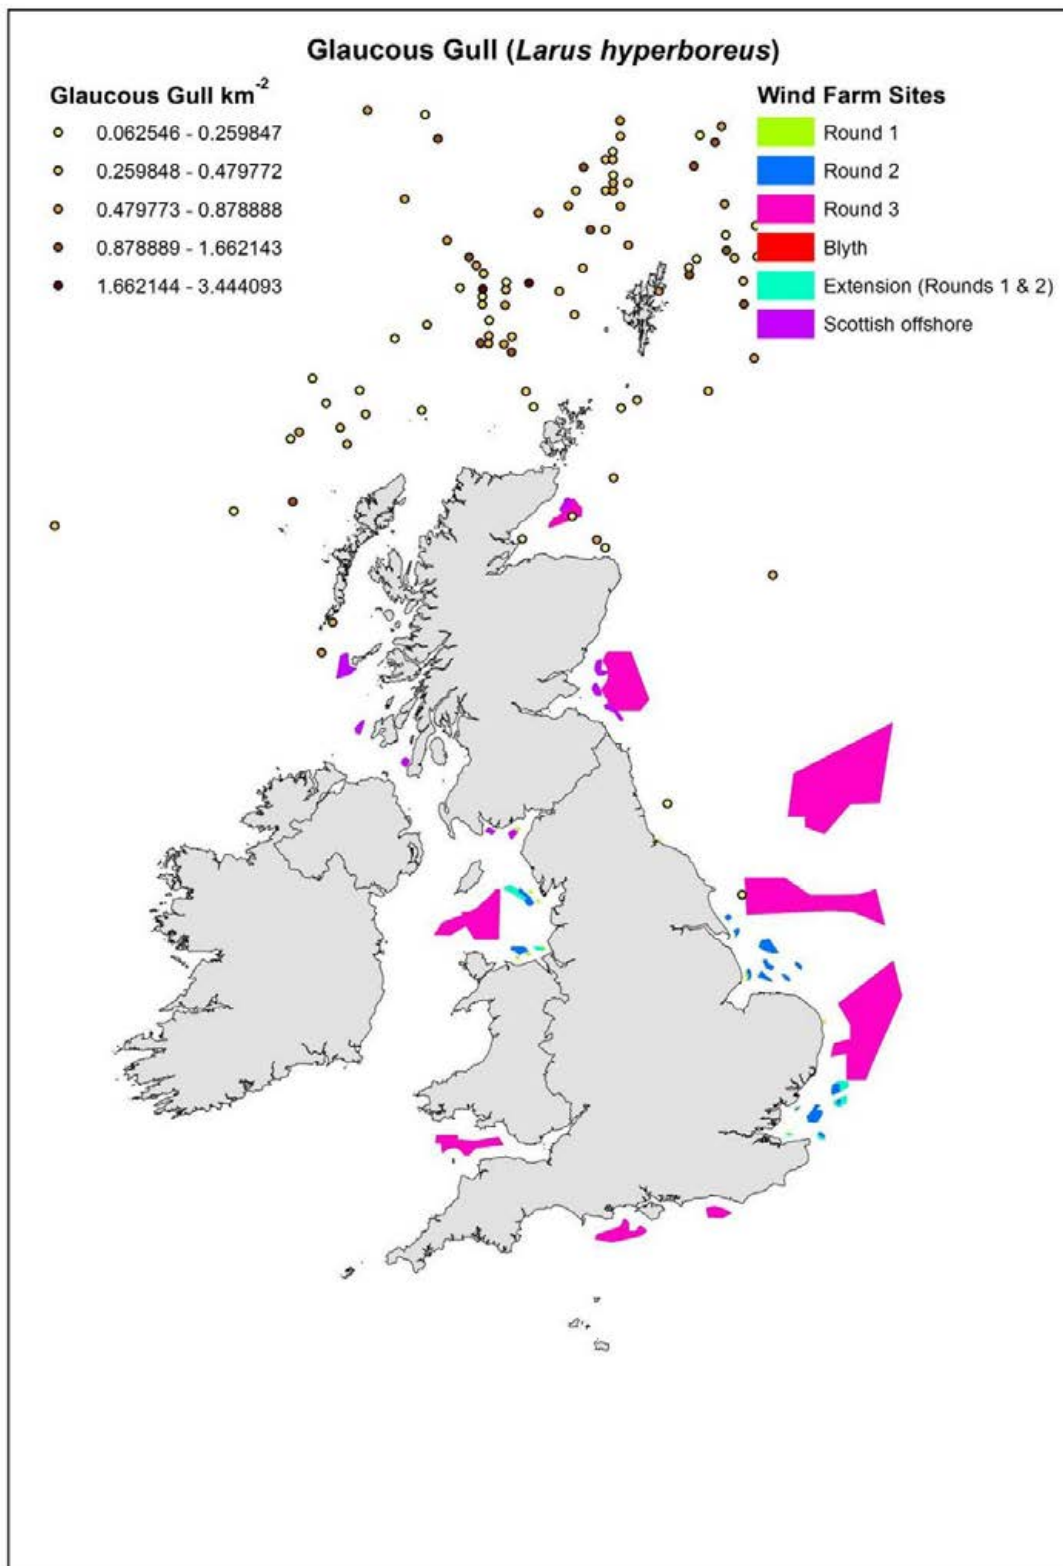 Glaucous Gull (Larus hyperboreus)
Glaucous Gull km-2
0.062546 - 0.259847
0.259848 - 0.479772
0.479773 - 0.878888
0.878889 - 1.662143
1.662144 - 3.444093
Wind Farm Sites
Round 1
Round 2
Round 3
Blyth
Extension (Rounds 1 & 2)
Scottish offshore